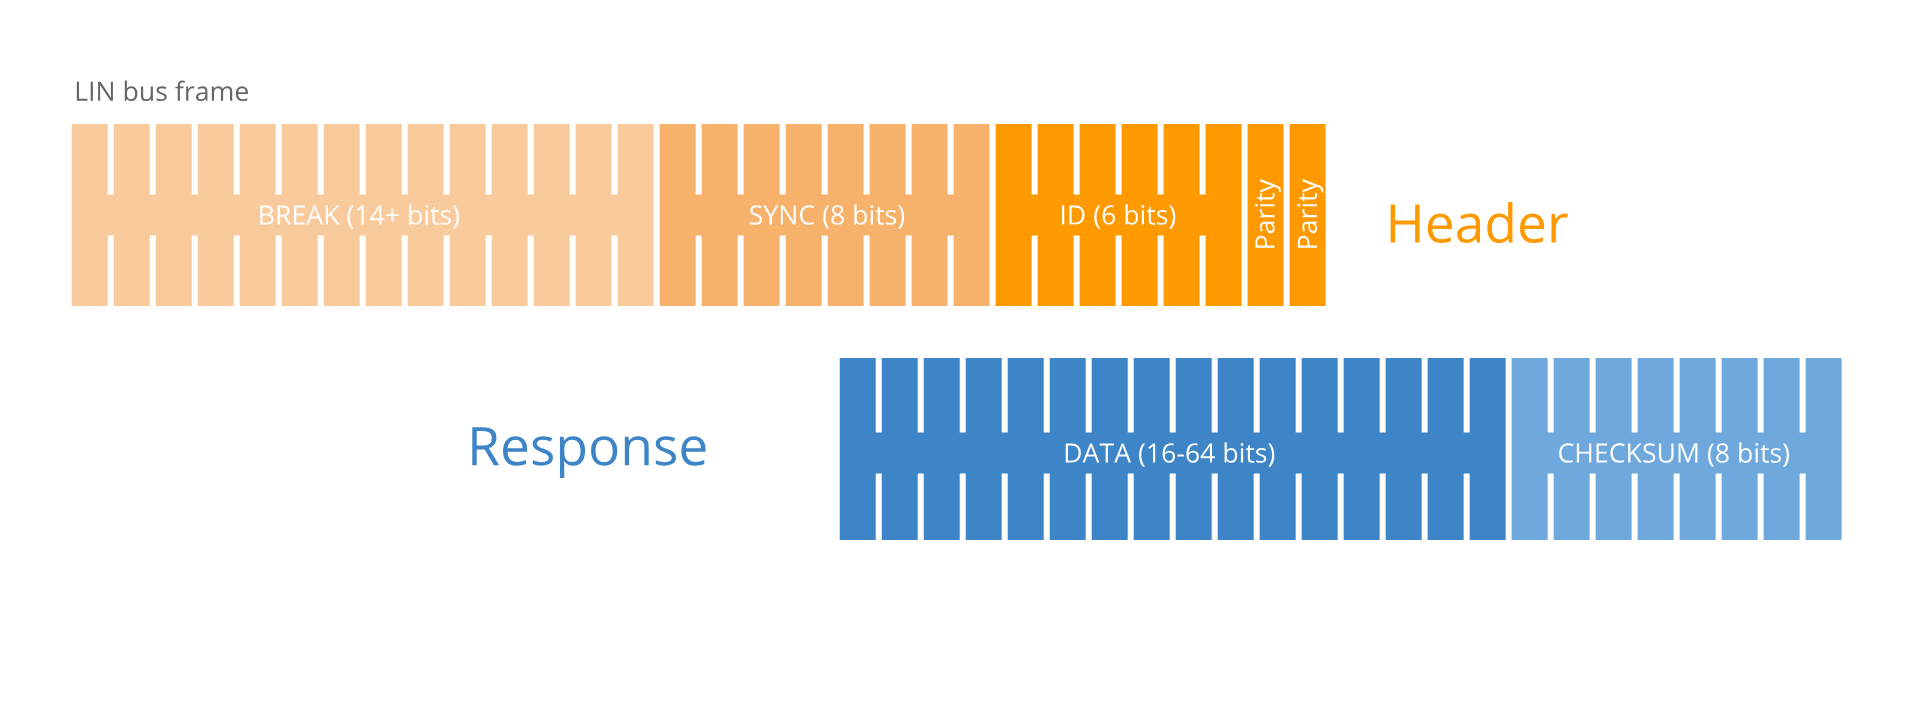 LIN bus frame
BREAK (14+ bits)
SYNC (8 bits)
ID (6 bits)
Parity
Parity
Header
Response
DATA (16-64 bits)
CHECKSUM (8 bits)